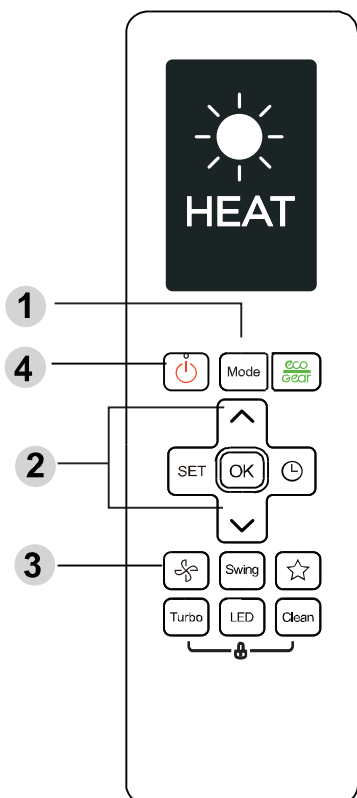 HEAT
1
4
Mode
eco
GEAR
2
SET
OK
3
Swing
Turbo
LED
Clean